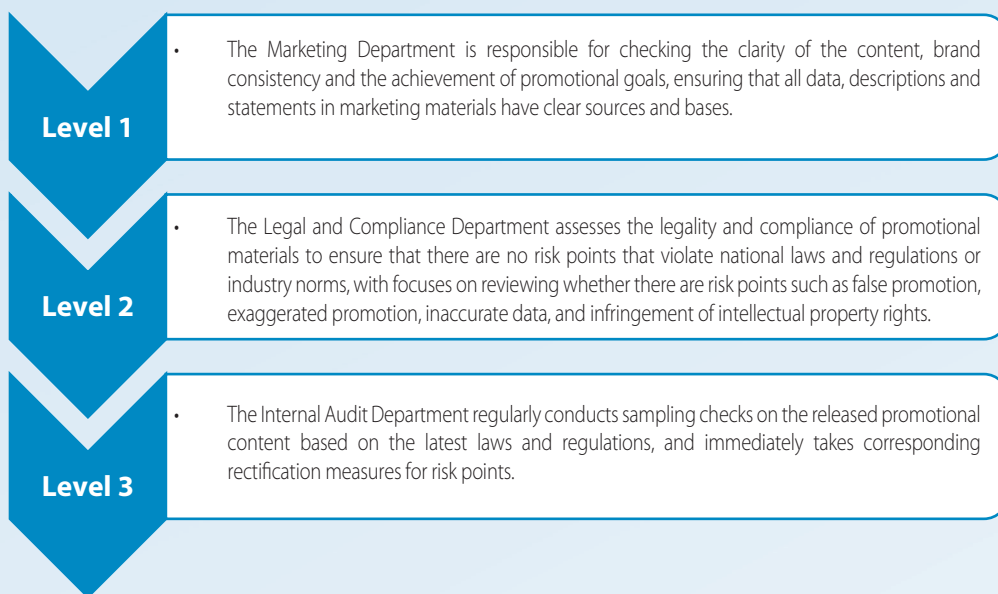 Level 1
• The Marketing Department is responsible for checking the clarity of the content, brand
consistency and the achievement of promotional goals, ensuring that all data, descriptions and
statements in marketing materials have clear sources and bases.
Level 2
• The Legal and Compliance Department assesses the legality and compliance of promotional
materials to ensure that there are no risk points that violate national laws and regulations or
industry norms, with focuses on reviewing whether there are risk points such as false promotion,
exaggerated promotion, inaccurate data, and infringement of intellectual property rights.
Level 3
• The Internal Audit Department regularly conducts sampling checks on the released promotional
content based on the latest laws and regulations, and immediately takes corresponding
rectification measures for risk points.